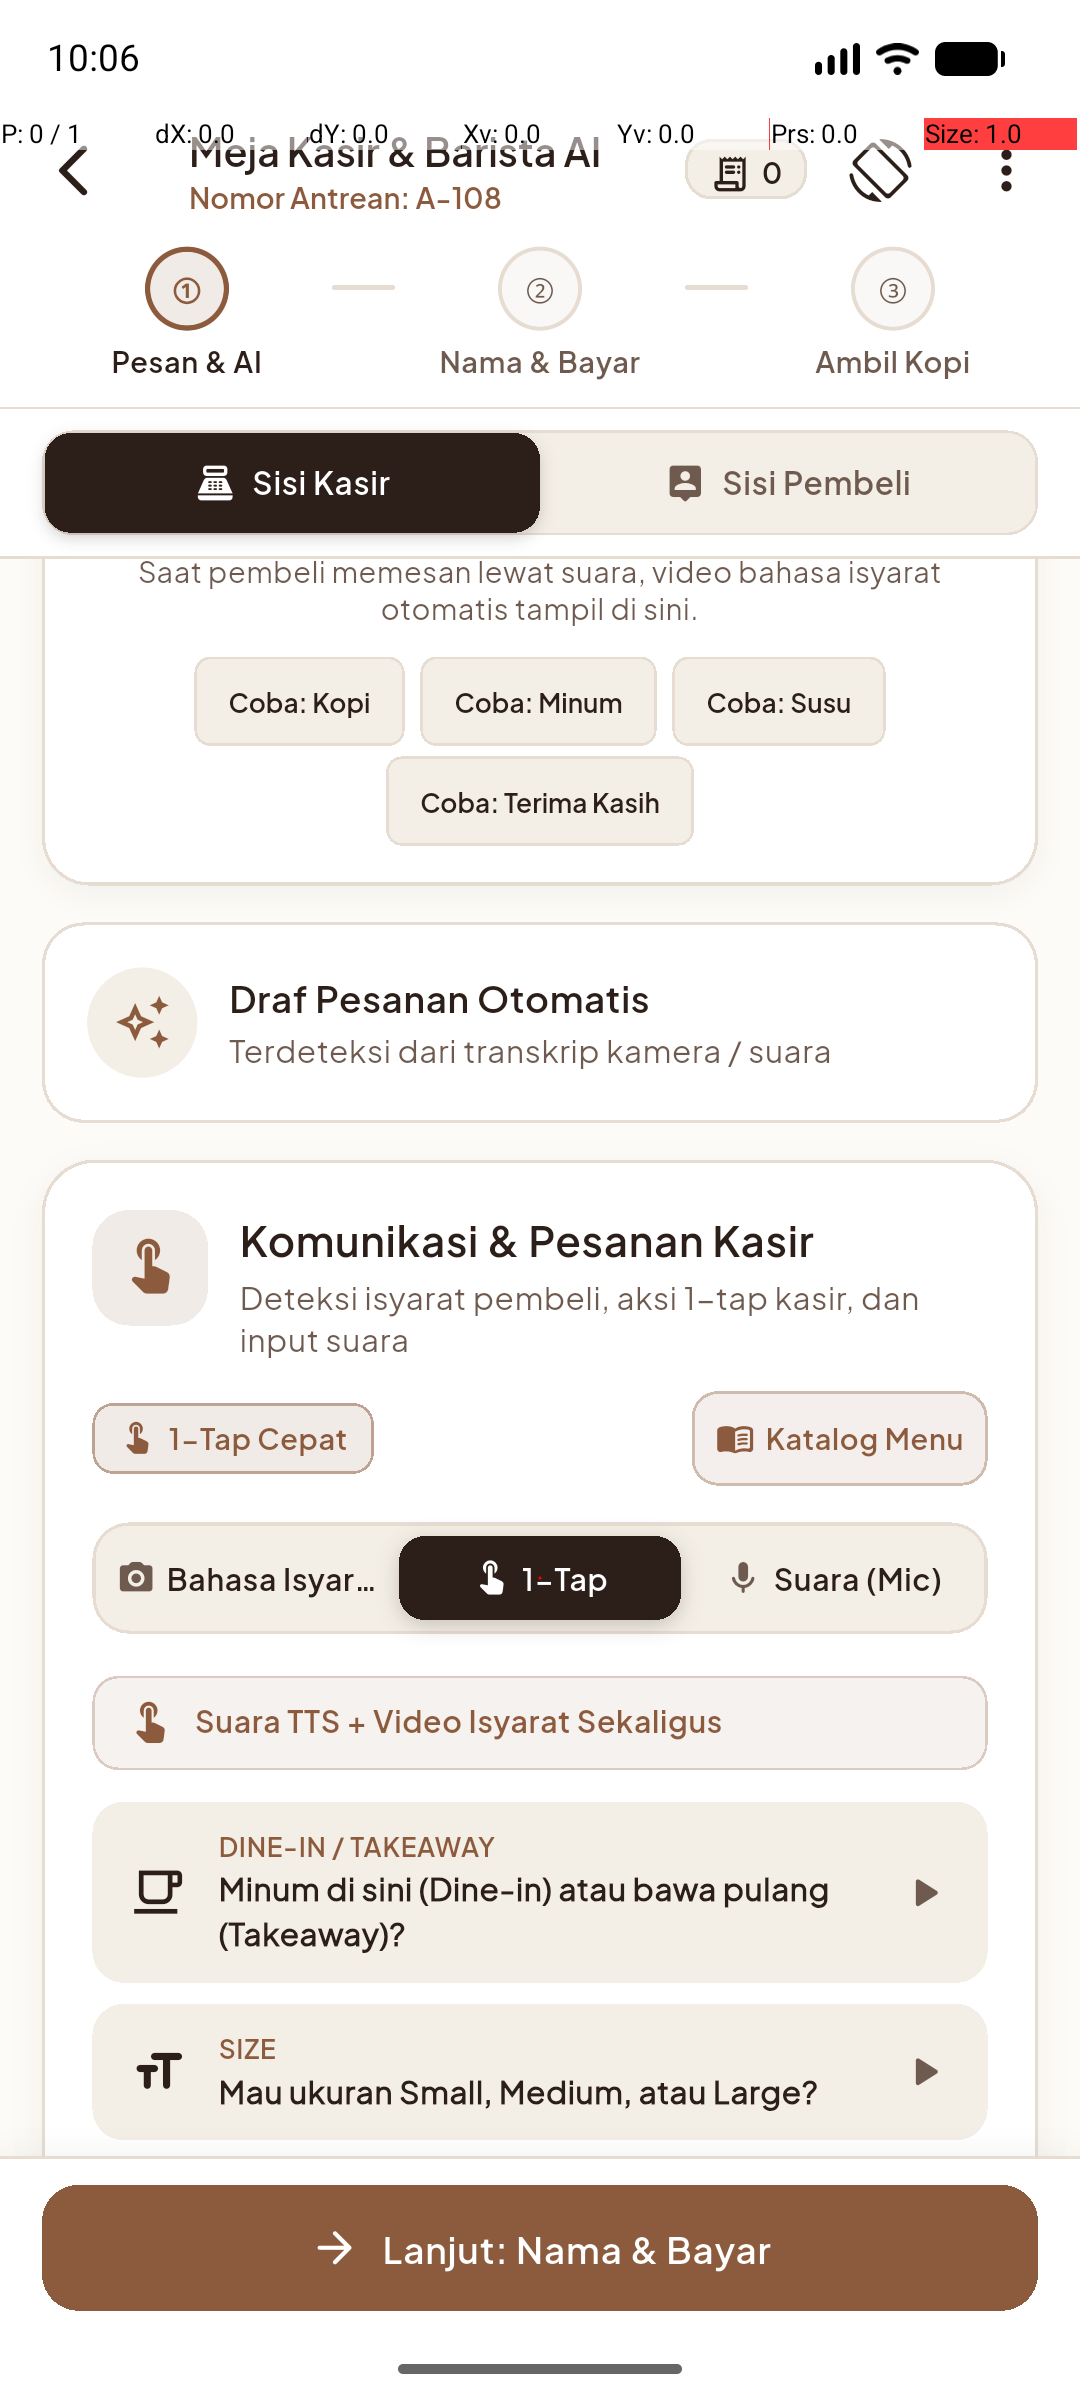 10:06
P: 0 / 1 dX: 0.0 dY: 0.0 Xv: 0.0 Yv: 0.0 Prs: 0.0 Size: 1.0
Meja Kasir & Barista AI
Nomor Antrean: A-108
0
① ② ③
Pesan & AI Nama & Bayar Ambil Kopi
Sisi Kasir Sisi Pembeli
Saat pembeli memesan lewat suara, video bahasa isyarat
otomatis tampil di sini.
Coba: Kopi Coba: Minum Coba: Susu
Coba: Terima Kasih
Draf Pesanan Otomatis
Terdeteksi dari transkrip kamera / suara
Komunikasi & Pesanan Kasir
Deteksi isyarat pembeli, aksi 1-tap kasir, dan
input suara
1-Tap Cepat Katalog Menu
Bahasa Isyar... 1-Tap Suara (Mic)
Suara TTS + Video Isyarat Sekaligus
DINE-IN / TAKEAWAY
Minum di sini (Dine-in) atau bawa pulang
(Takeaway)?
SIZE
Mau ukuran Small, Medium, atau Large?
Lanjut: Nama & Bayar